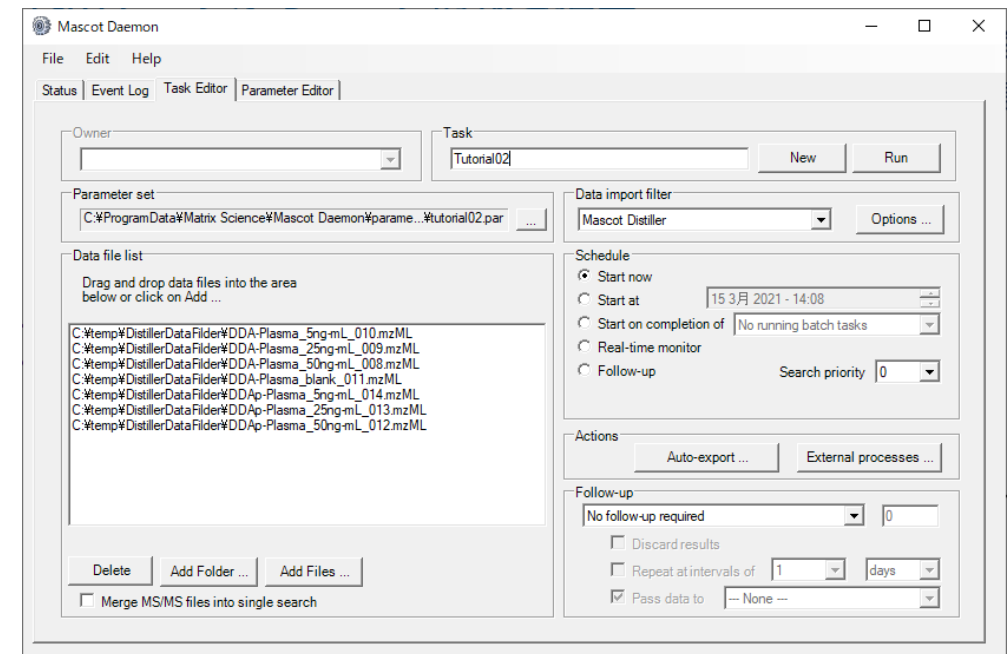 Mascot Daemon
File Edit Help
Status Event Log Task Editor Parameter Editor
Owner
Task
Tutorial02
New
Run
Parameter set
C:¥ProgramData¥Matrix Science¥Mascot Daemon¥parame...¥tutorial02.par
...
Data import filter
Mascot Distiller
Options ...
Data file list
Drag and drop data files into the area
below or click on Add ...
C:¥temp¥DistillerDataFilder¥DDA-Plasma_5ng-mL_010.mzML
C:¥temp¥DistillerDataFilder¥DDA-Plasma_25ng-mL_009.mzML
C:¥temp¥DistillerDataFilder¥DDA-Plasma_50ng-mL_008.mzML
C:¥temp¥DistillerDataFilder¥DDA-Plasma_blank_011.mzML
C:¥temp¥DistillerDataFilder¥DDAp-Plasma_5ng-mL_014.mzML
C:¥temp¥DistillerDataFilder¥DDAp-Plasma_25ng-mL_013.mzML
C:¥temp¥DistillerDataFilder¥DDAp-Plasma_50ng-mL_012.mzML
Delete
Add Folder ...
Add Files ...
Merge MS/MS files into single search
Schedule
Start now
Start at 15 3月 2021 - 14:08
Start on completion of No running batch tasks
Real-time monitor
Follow-up
Search priority 0
Actions
Auto-export ...
External processes ...
Follow-up
No follow-up required 0
Discard results
Repeat at intervals of 1 days
Pass data to --- None ---